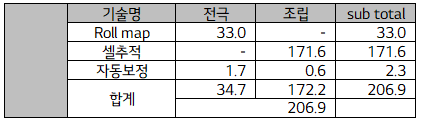 기술명 전극 조립 sub total
Roll map 33.0 - 33.0
셀추적 - 171.6 171.6
자동보정 1.7 0.6 2.3
합계 34.7 172.2 206.9
206.9